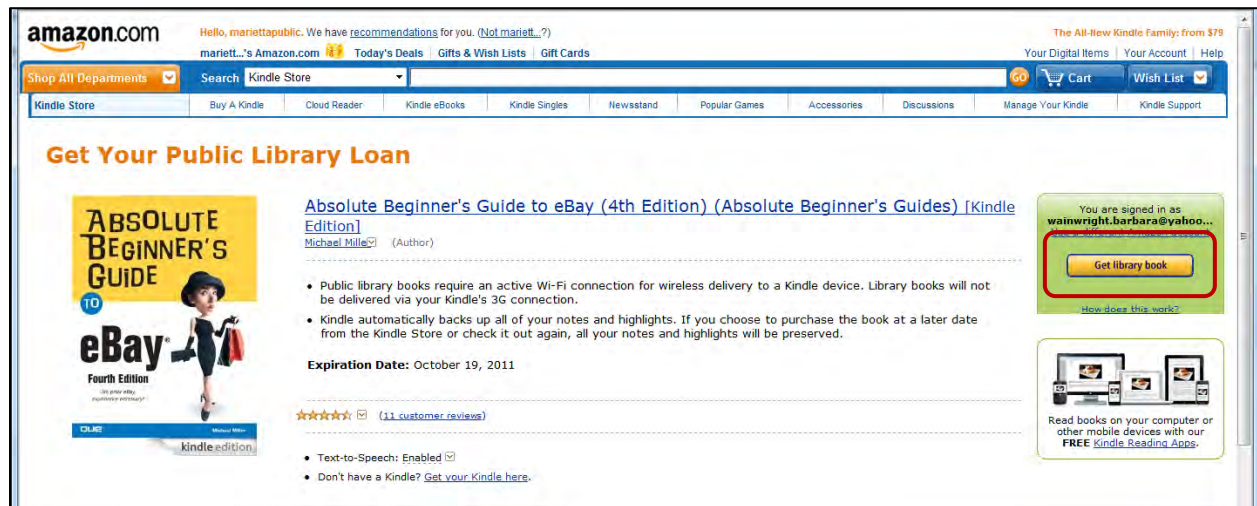 amazon.com
Hello, mariettapublic. We have recommendations for you. (Not mariett...?)
The All-New Kindle Family: from $79
mariett...'s Amazon.com Today's Deals Gifts & Wish Lists Gift Cards
Your Digital Items Your Account Help
Shop All Departments Search Kindle Store GO Cart Wish List
Kindle Store Buy A Kindle Cloud Reader Kindle eBooks Kindle Singles Newsstand Popular Games Accessories Discussions Manage Your Kindle Kindle Support
Get Your Public Library Loan
ABSOLUTE
BEGINNER'S
GUIDE
TO
eBay
Fourth Edition
QUE
Michael Miller
kindle edition
Absolute Beginner's Guide to eBay (4th Edition) (Absolute Beginner's Guides) [Kindle
Edition]
Michael Mille (Author)
• Public library books require an active Wi-Fi connection for wireless delivery to a Kindle device. Library books will not
be delivered via your Kindle's 3G connection.
• Kindle automatically backs up all of your notes and highlights. If you choose to purchase the book at a later date
from the Kindle Store or check it out again, all your notes and highlights will be preserved.
Expiration Date: October 19, 2011
(11 customer reviews)
• Text-to-Speech: Enabled
• Don't have a Kindle? Get your Kindle here.
You are signed in as
wainwright.barbara@yahoo...
Use a different Amazon account
Get library book
How does this work?
Read books on your computer or
other mobile devices with our
FREE Kindle Reading Apps.